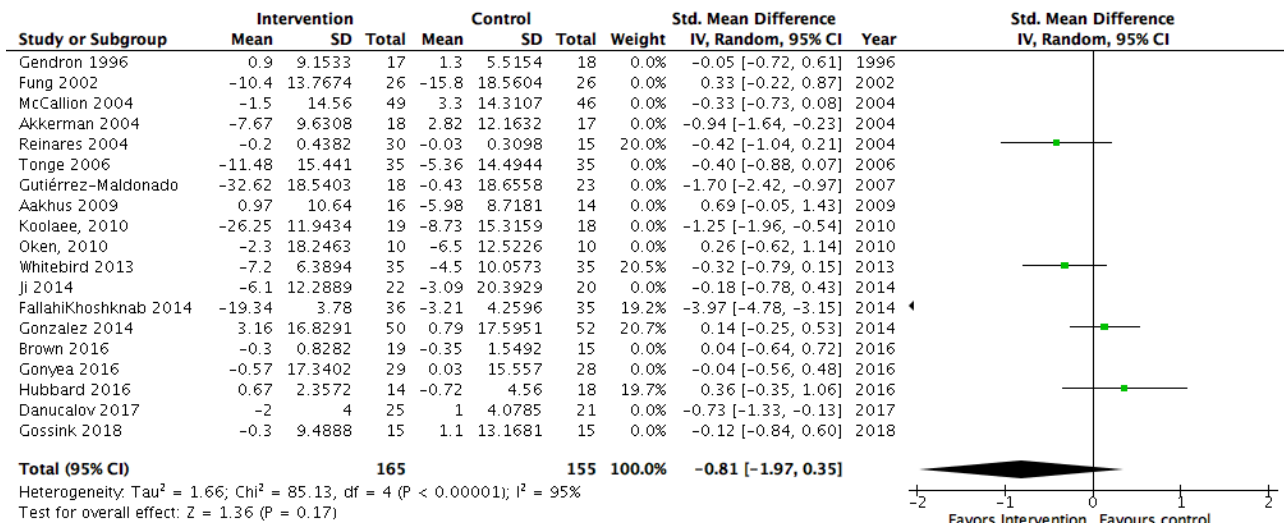 Intervention Control Std. Mean Difference Std. Mean Difference
Study or Subgroup Mean SD Total Mean SD Total Weight IV, Random, 95% CI Year IV, Random, 95% CI
Gendron 1996 0.9 9.1533 17 1.3 5.5154 18 0.0% -0.05 [-0.72, 0.61] 1996
Fung 2002 -10.4 13.7674 26 -15.8 18.5604 26 0.0% 0.33 [-0.22, 0.87] 2002
McCallion 2004 -1.5 14.56 49 3.3 14.3107 46 0.0% -0.33 [-0.73, 0.08] 2004
Akkerman 2004 -7.67 9.6308 18 2.82 12.1632 17 0.0% -0.94 [-1.64, -0.23] 2004
Reinares 2004 -0.2 0.4382 30 -0.03 0.3098 15 20.0% -0.42 [-1.04, 0.21] 2004
Tonge 2006 -11.48 15.441 35 -5.36 14.4944 35 0.0% -0.40 [-0.88, 0.07] 2006
Gutiérrez-Maldonado -32.62 18.5403 18 -0.43 18.6558 23 0.0% -1.70 [-2.42, -0.97] 2007
Aakhus 2009 0.97 10.64 16 -5.98 8.7181 14 0.0% 0.69 [-0.05, 1.43] 2009
Koolaee, 2010 -26.25 11.9434 19 -8.73 15.3159 18 0.0% -1.25 [-1.96, -0.54] 2010
Oken, 2010 -2.3 18.2463 10 -6.5 12.5226 10 0.0% 0.26 [-0.62, 1.14] 2010
Whitebird 2013 -7.2 6.3894 35 -4.5 10.0573 35 20.5% -0.32 [-0.79, 0.15] 2013
Ji 2014 -6.1 12.2889 22 -3.09 20.3929 20 0.0% -0.18 [-0.78, 0.43] 2014
FallahiKhoshknab 2014 -19.34 3.78 36 -3.21 4.2596 35 19.2% -3.97 [-4.78, -3.15] 2014
Gonzalez 2014 3.16 16.8291 50 0.79 17.5951 52 20.7% 0.14 [-0.25, 0.53] 2014
Brown 2016 -0.3 0.8282 19 -0.35 1.5492 15 0.0% 0.04 [-0.64, 0.72] 2016
Gonyea 2016 -0.57 17.3402 29 0.03 15.557 28 0.0% -0.04 [-0.56, 0.48] 2016
Hubbard 2016 0.67 2.3572 14 -0.72 4.56 18 19.7% 0.36 [-0.35, 1.06] 2016
Danucalov 2017 -2 4 25 1 4.0785 21 0.0% -0.73 [-1.33, -0.13] 2017
Gossink 2018 -0.3 9.4888 15 1.1 13.1681 15 0.0% -0.12 [-0.84, 0.60] 2018
Total (95% CI) 165 155 100.0% -0.81 [-1.97, 0.35]
Heterogeneity: Tau² = 1.66; Chi² = 85.13, df = 4 (P < 0.00001); I² = 95%
Test for overall effect: Z = 1.36 (P = 0.17)
-2 -1 0 1 2
Favors Intervention Favours control